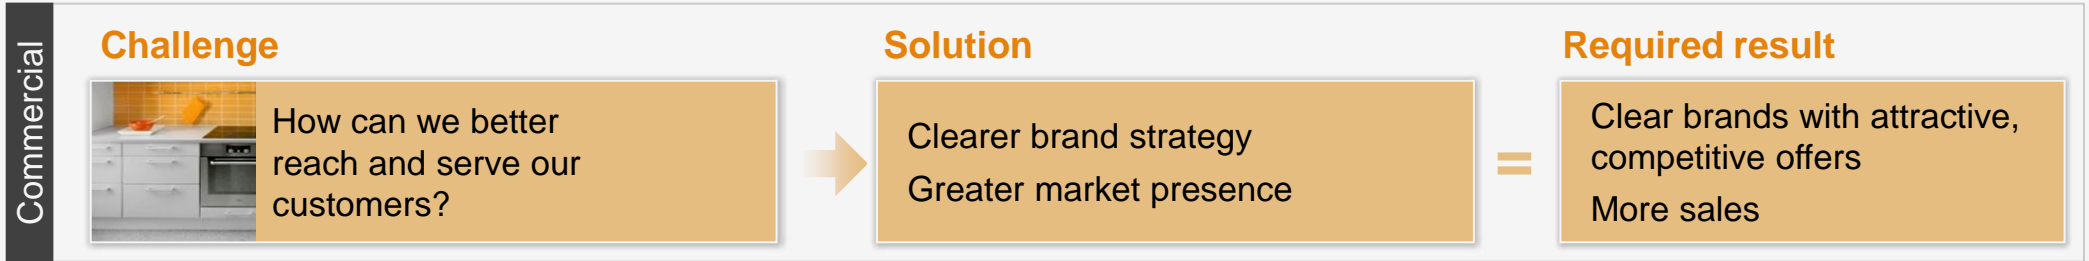 Commercial
Challenge
How can we better
reach and serve our
customers?
Solution
Clearer brand strategy
Greater market presence
=
Required result
Clear brands with attractive,
competitive offers
More sales